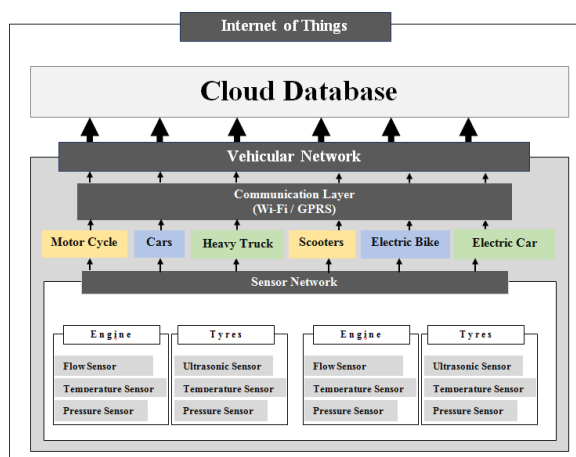 Internet of Things
Cloud Database
Vehicular Network
Communication Layer
(Wi-Fi / GPRS)
Motor Cycle
Cars
Heavy Truck
Scooters
Electric Bike
Electric Car
Sensor Network
Engine
Tyres
Engine
Tyres
Flow Sensor
Ultrasonic Sensor
Flow Sensor
Ultrasonic Sensor
Temperature Sensor
Temperature Sensor
Temperature Sensor
Temperature Sensor
Pressure Sensor
Pressure Sensor
Pressure Sensor
Pressure Sensor